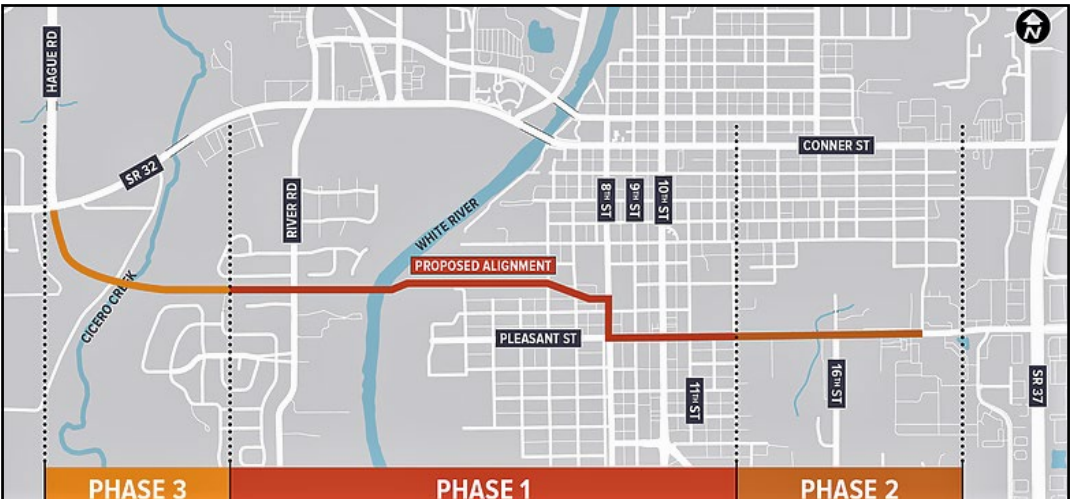 N
HAGUE RD
SR 32
CONNER ST
RIVER RD
8TH ST
9TH ST
10TH ST
WHITE RIVER
PROPOSED ALIGNMENT
CICERO CREEK
PLEASANT ST
11TH ST
16TH ST
SR 37
PHASE 3
PHASE 1
PHASE 2